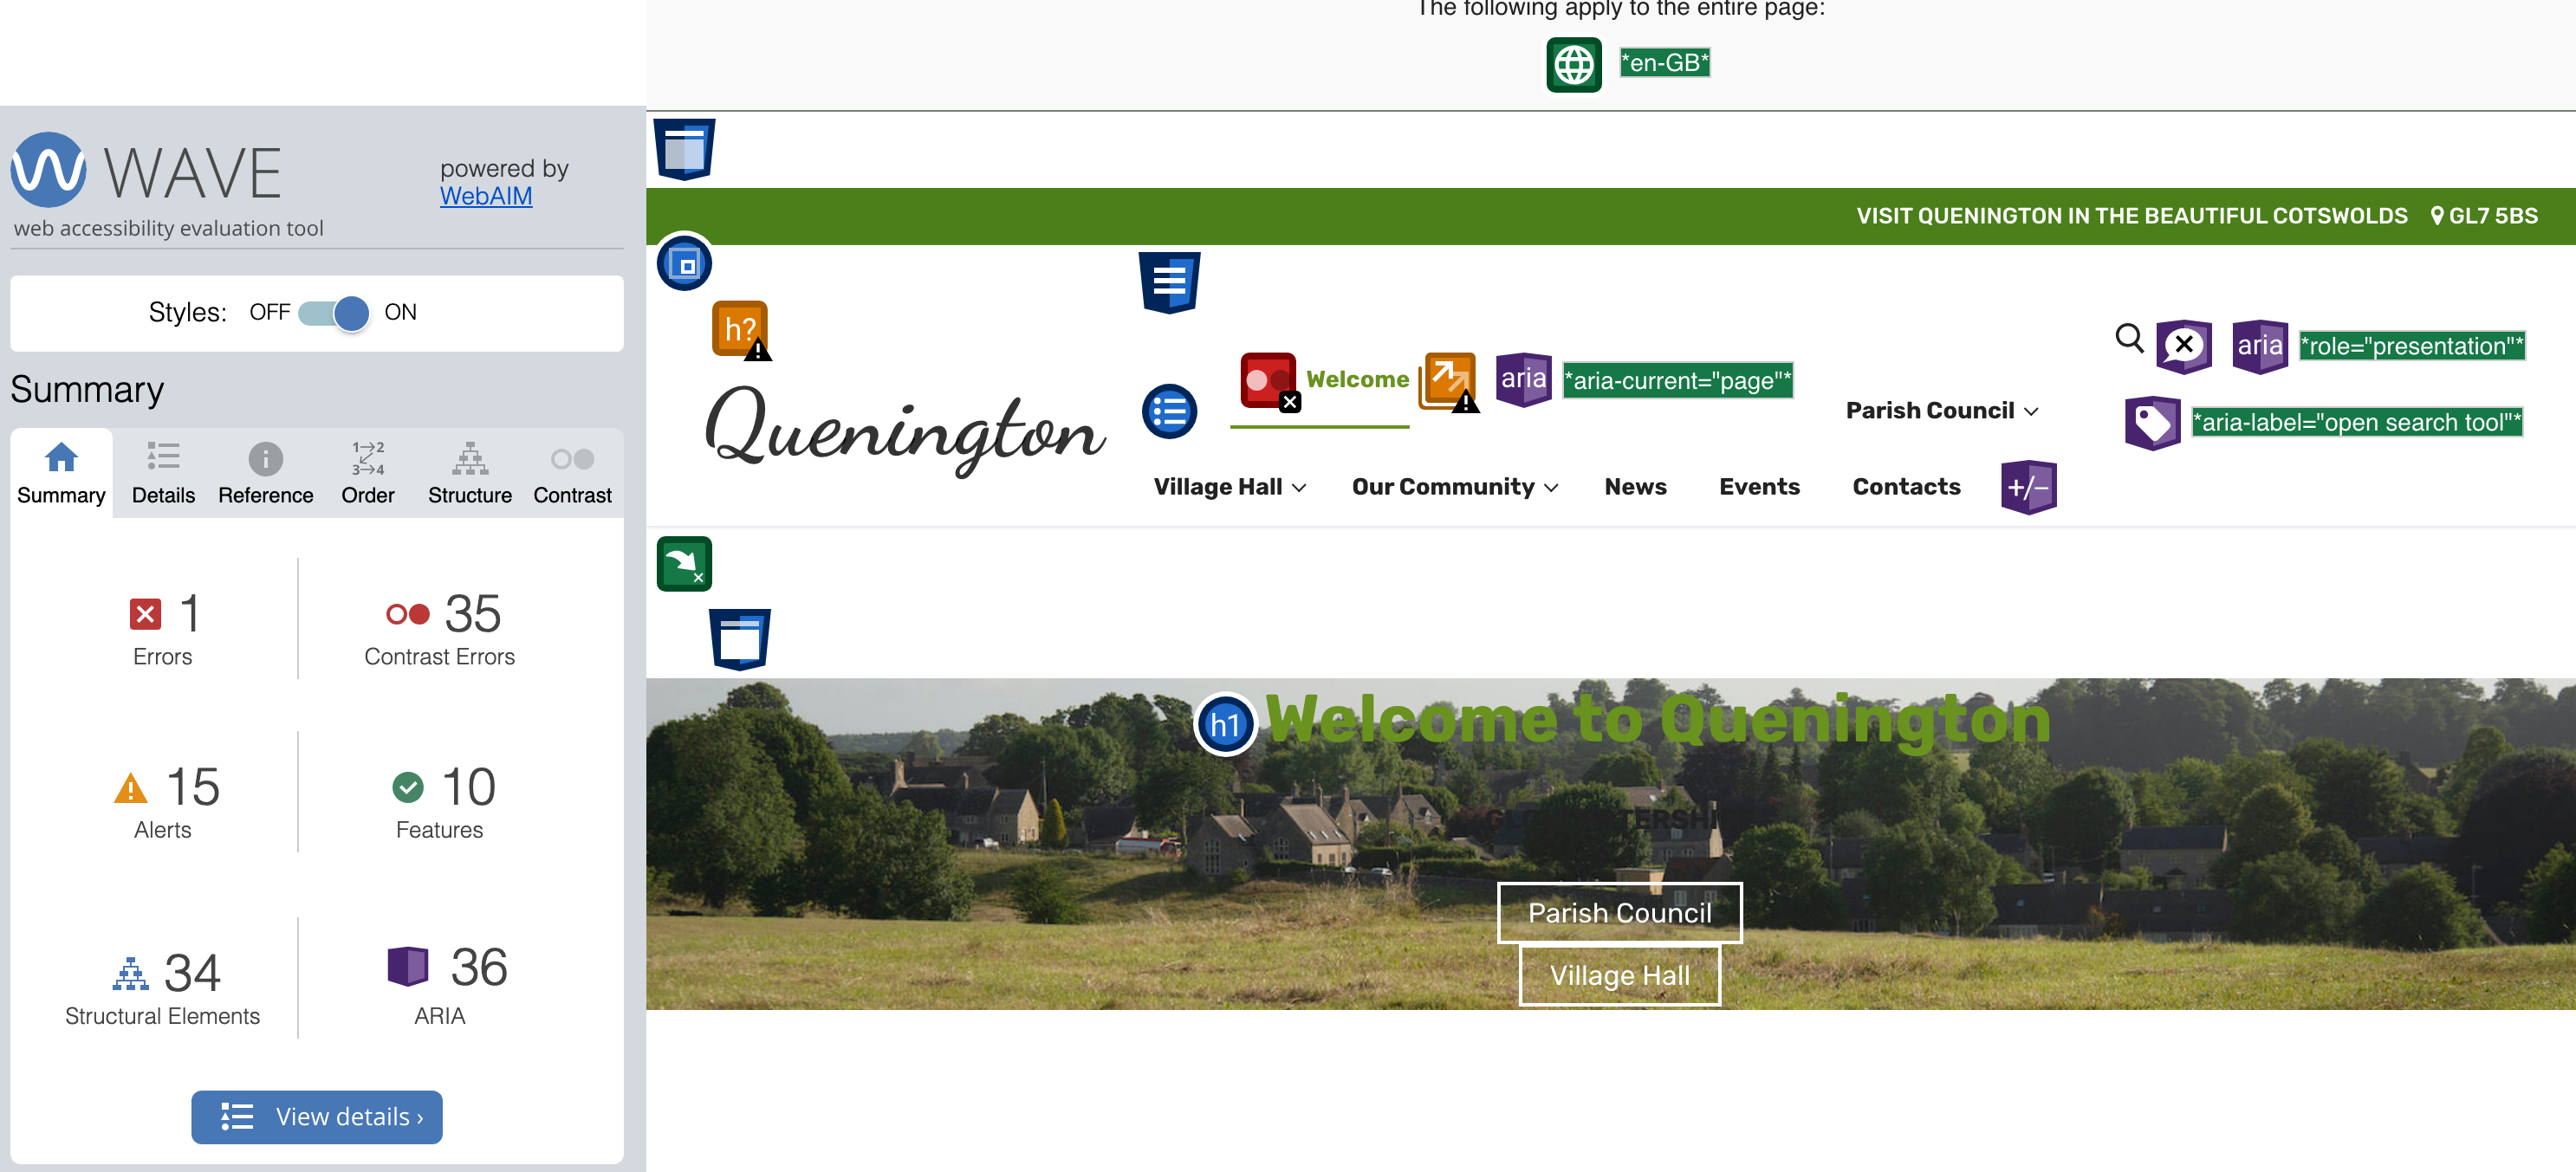 The following apply to the entire page:
*en-GB*
WAVE
powered by
WebAIM
web accessibility evaluation tool
Styles: OFF ON
Summary
Summary Details Reference Order Structure Contrast
1→2
3→4
1
Errors
35
Contrast Errors
15
Alerts
10
Features
34
Structural Elements
36
ARIA
View details ›
VISIT QUENINGTON IN THE BEAUTIFUL COTSWOLDS GL7 5BS
h?
Quenington
Welcome
aria *aria-current="page"*
Parish Council
aria *role="presentation"*
*aria-label="open search tool"*
Village Hall Our Community News Events Contacts +/-
h1 Welcome to Quenington
Parish Council
Village Hall